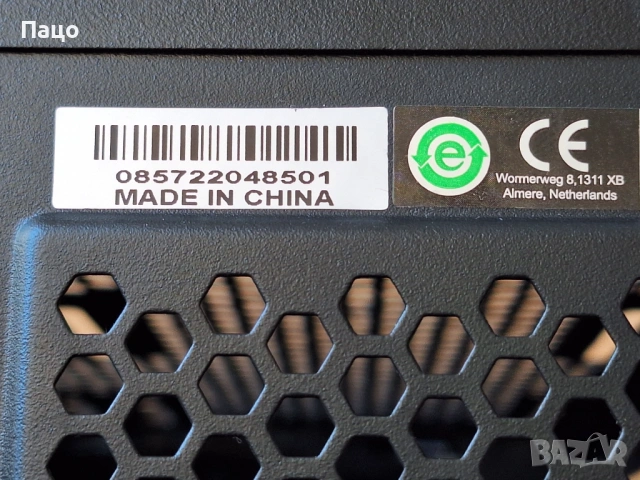 Пацо
085722048501
MADE IN CHINA
e
CE
Wormerweg 8,1311 XB
Almere, Netherlands
BAZAR